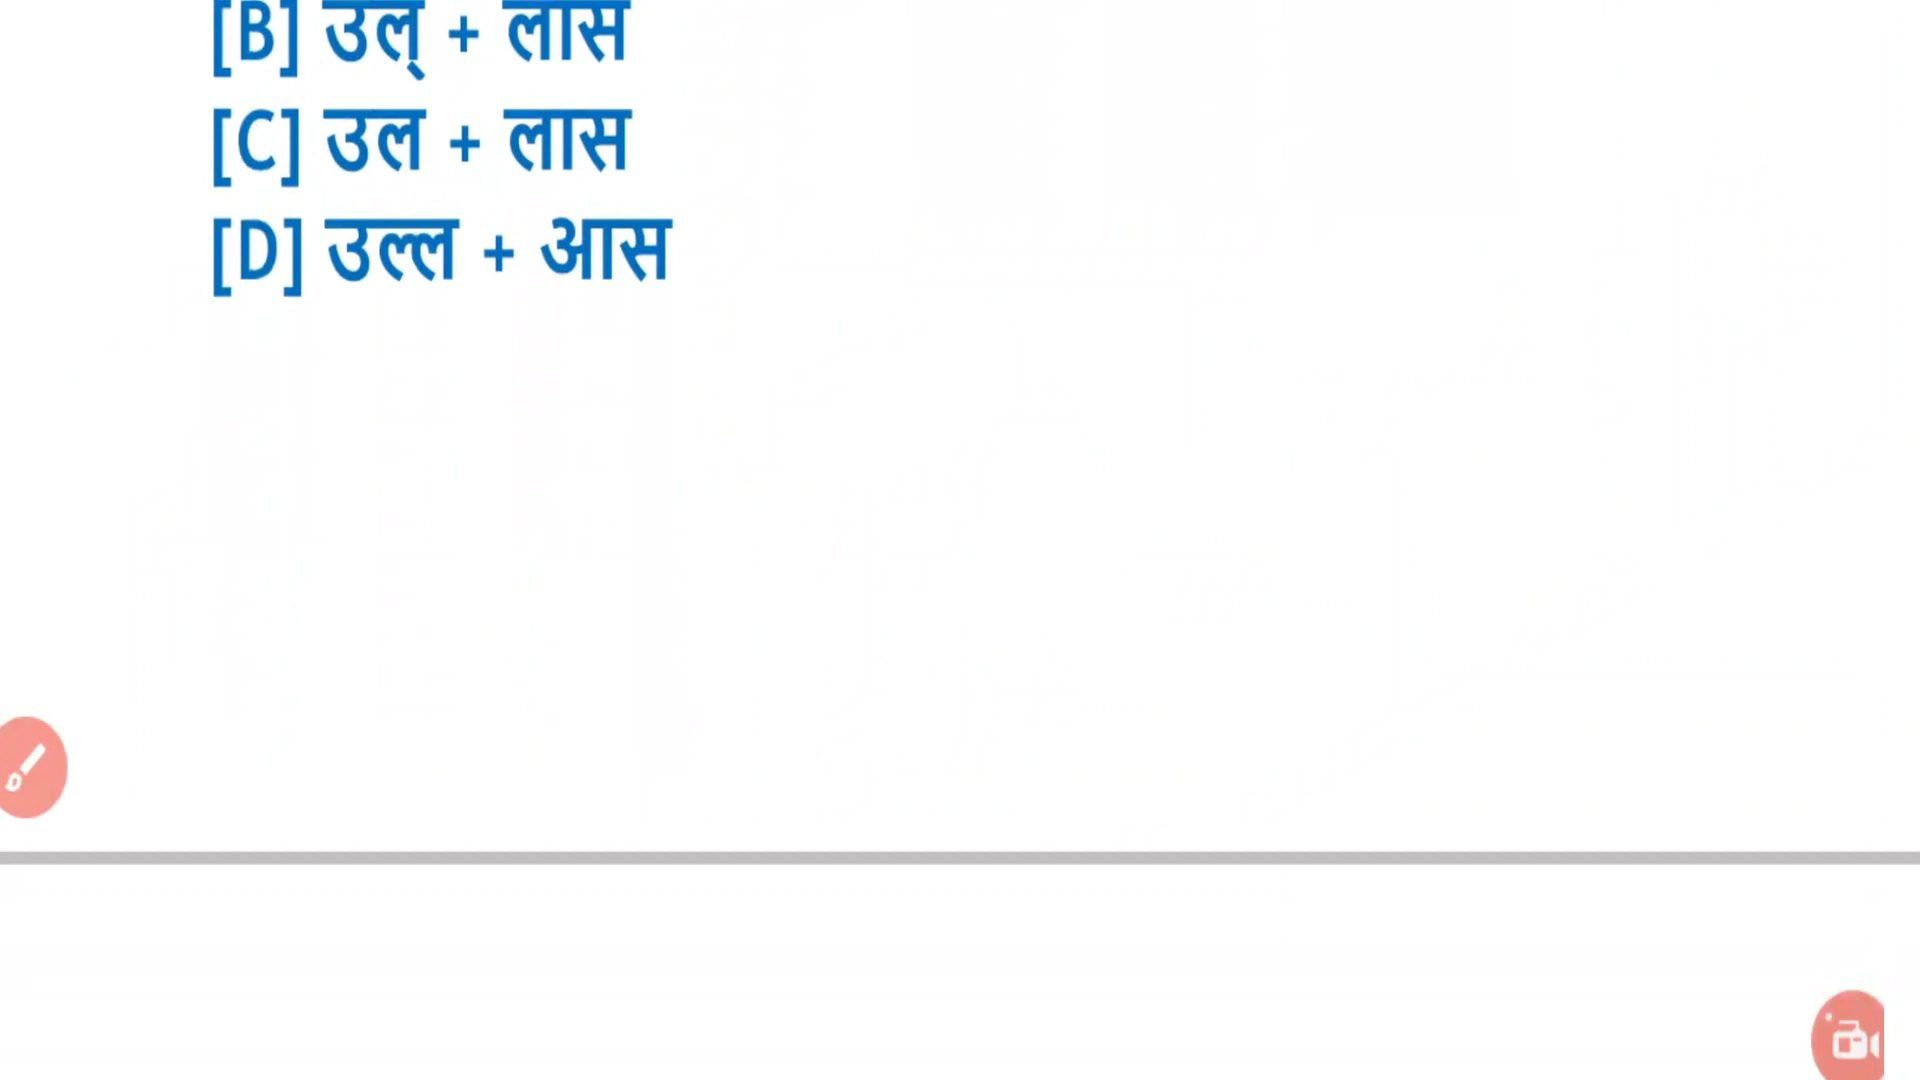 [B] उल् + लास
[C] उल + लास
[D] उल्ल + आस